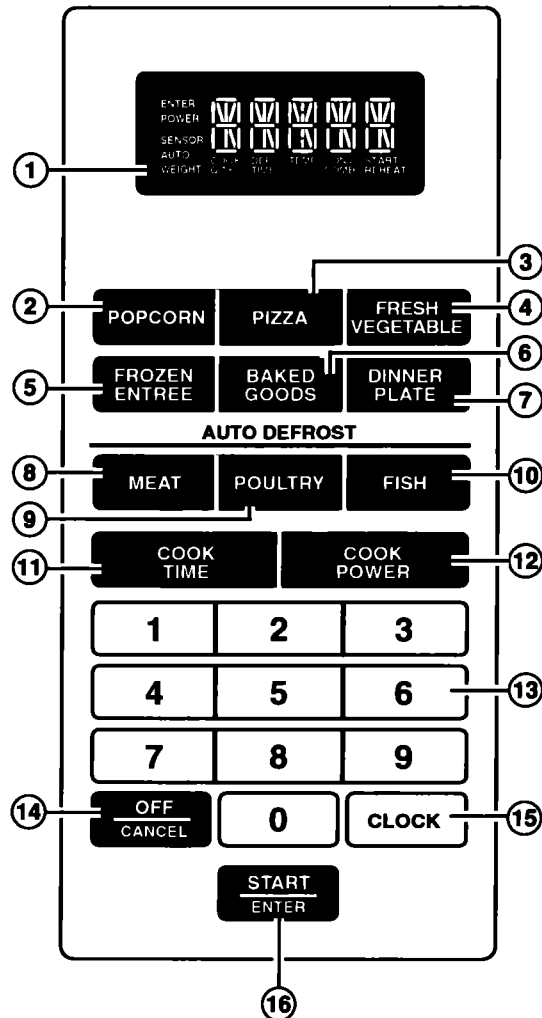 ENTER
POWER
SENSOR
AUTO
WEIGHT
TEMP
START
REHEAT
1
2
POPCORN
PIZZA
3
FRESH
VEGETABLE
4
5
FROZEN
ENTREE
BAKED
GOODS
6
DINNER
PLATE
7
AUTO DEFROST
8
MEAT
POULTRY
9
FISH
10
11
COOK
TIME
COOK
POWER
12
1 2 3
4 5 6
13
7 8 9
14
OFF
CANCEL
0
CLOCK
15
START
ENTER
16